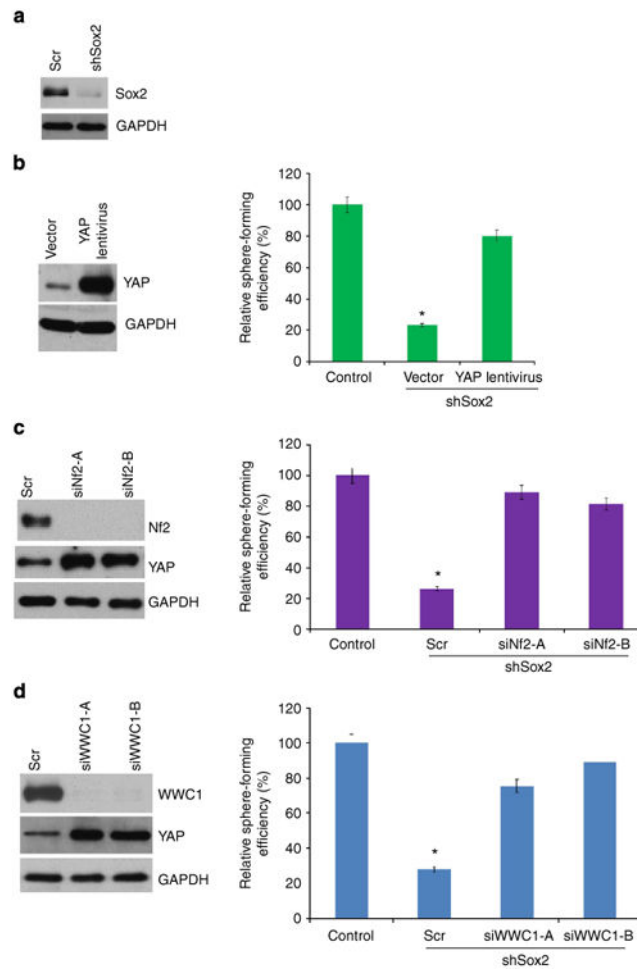 a
Scr
shSox2
Sox2
GAPDH
b
Vector
YAP
lentivirus
YAP
GAPDH
Relative sphere-forming
efficiency (%)
120
100
80
60
40
20
0
*
Control
Vector
YAP lentivirus
shSox2
c
Scr
siNf2-A
siNf2-B
Nf2
YAP
GAPDH
Relative sphere-forming
efficiency (%)
120
100
80
60
40
20
0
*
Control
Scr
siNf2-A
siNf2-B
shSox2
d
Scr
siWWC1-A
siWWC1-B
WWC1
YAP
GAPDH
Relative sphere-forming
efficiency (%)
120
100
80
60
40
20
0
*
Control
Scr
siWWC1-A
siWWC1-B
shSox2